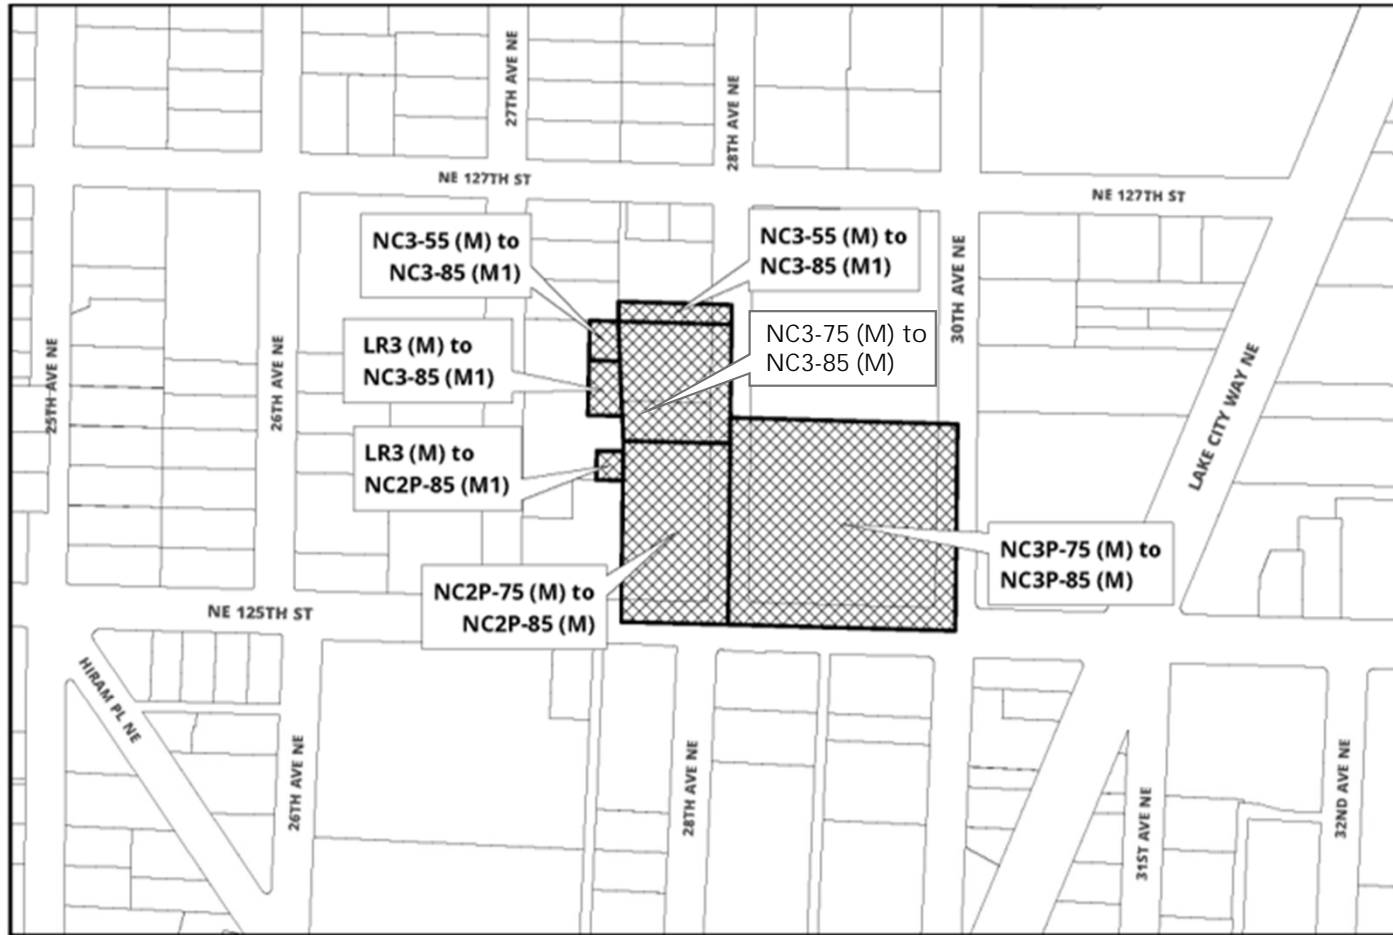 27TH AVE NE
28TH AVE NE
NE 127TH ST
NE 127TH ST
NC3-55 (M) to
NC3-85 (M1)
NC3-55 (M) to
NC3-85 (M1)
30TH AVE NE
NC3-75 (M) to
NC3-85 (M)
LR3 (M) to
NC3-85 (M1)
25TH AVE NE
26TH AVE NE
LAKE CITY WAY NE
LR3 (M) to
NC2P-85 (M1)
NC3P-75 (M) to
NC3P-85 (M)
NC2P-75 (M) to
NC2P-85 (M)
NE 125TH ST
HIRAM PL NE
26TH AVE NE
28TH AVE NE
31ST AVE NE
32ND AVE NE